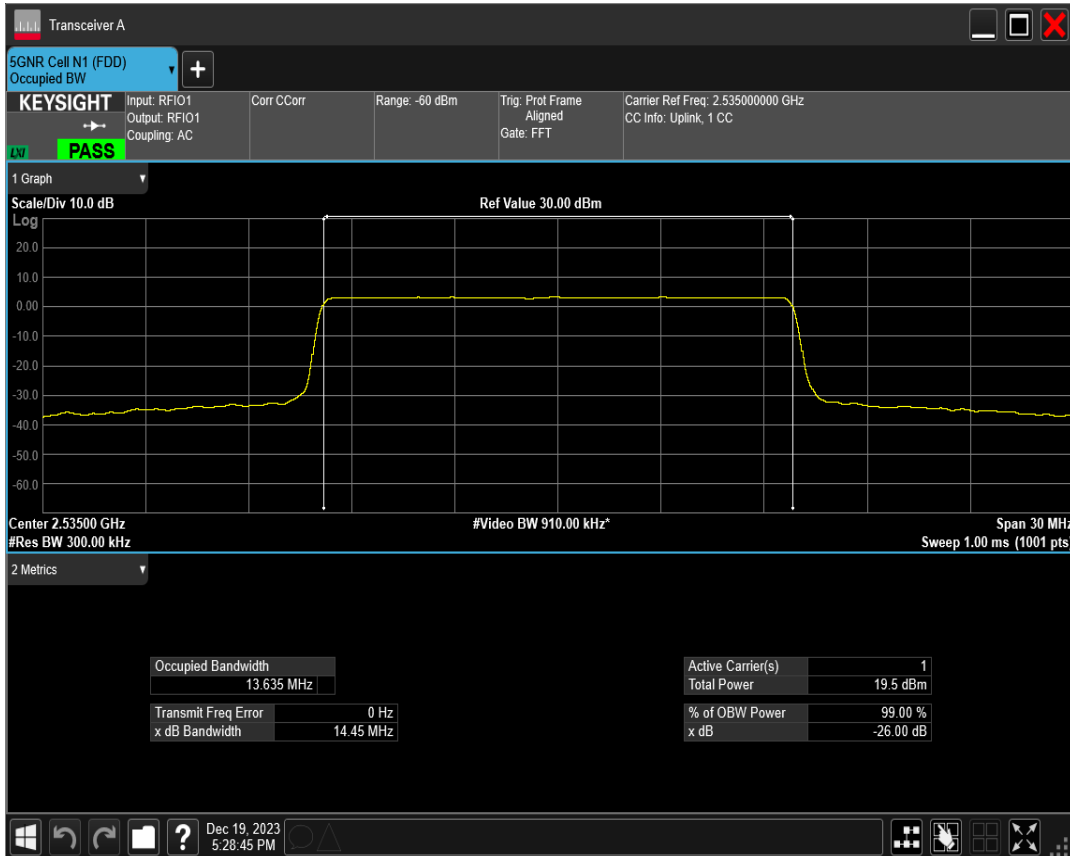 Transceiver A
5GNR Cell N1 (FDD)
Occupied BW
+
KEYSIGHT
LXI
PASS
Input: RFIO1
Output: RFIO1
Coupling: AC
Corr CCorr
Range: -60 dBm
Trig: Prot Frame
Aligned
Gate: FFT
Carrier Ref Freq: 2.535000000 GHz
CC Info: Uplink, 1 CC
1 Graph
Scale/Div 10.0 dB
Ref Value 30.00 dBm
Log
20.0
10.0
0.00
-10.0
-20.0
-30.0
-40.0
-50.0
-60.0
Center 2.53500 GHz
#Video BW 910.00 kHz*
Span 30 MHz
#Res BW 300.00 kHz
Sweep 1.00 ms (1001 pts)
2 Metrics
Occupied Bandwidth
13.635 MHz
Transmit Freq Error 0 Hz
x dB Bandwidth 14.45 MHz
Active Carrier(s) 1
Total Power 19.5 dBm
% of OBW Power 99.00 %
x dB -26.00 dB
?
Dec 19, 2023
5:28:45 PM